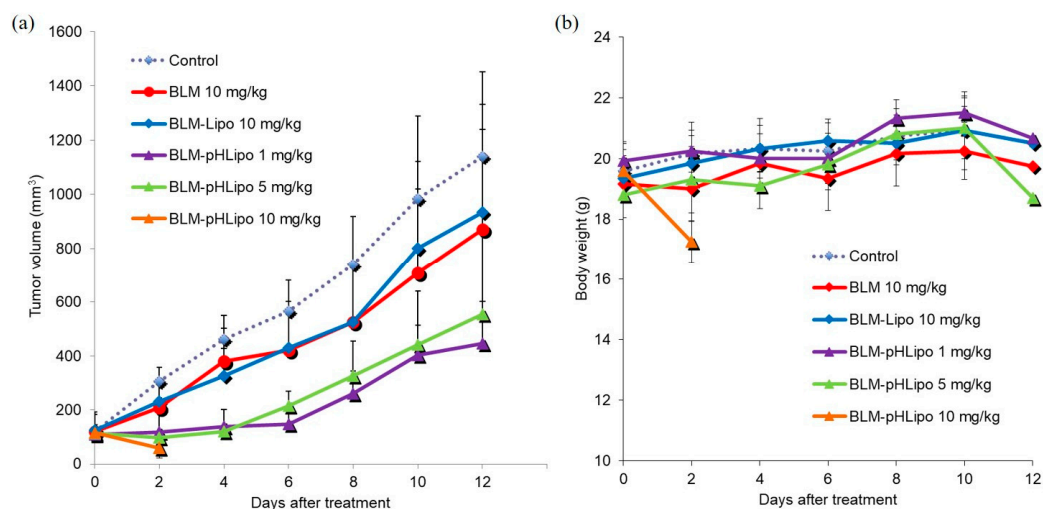 (a)
1600
1400
1200
1000
800
600
400
200
0
Tumor volume (mm³)
Control
BLM 10 mg/kg
BLM-Lipo 10 mg/kg
BLM-pHLipo 1 mg/kg
BLM-pHLipo 5 mg/kg
BLM-pHLipo 10 mg/kg
0 2 4 6 8 10 12
Days after treatment
(b)
24
22
20
18
16
14
12
10
Body weight (g)
Control
BLM 10 mg/kg
BLM-Lipo 10 mg/kg
BLM-pHLipo 1 mg/kg
BLM-pHLipo 5 mg/kg
BLM-pHLipo 10 mg/kg
0 2 4 6 8 10 12
Days after treatment